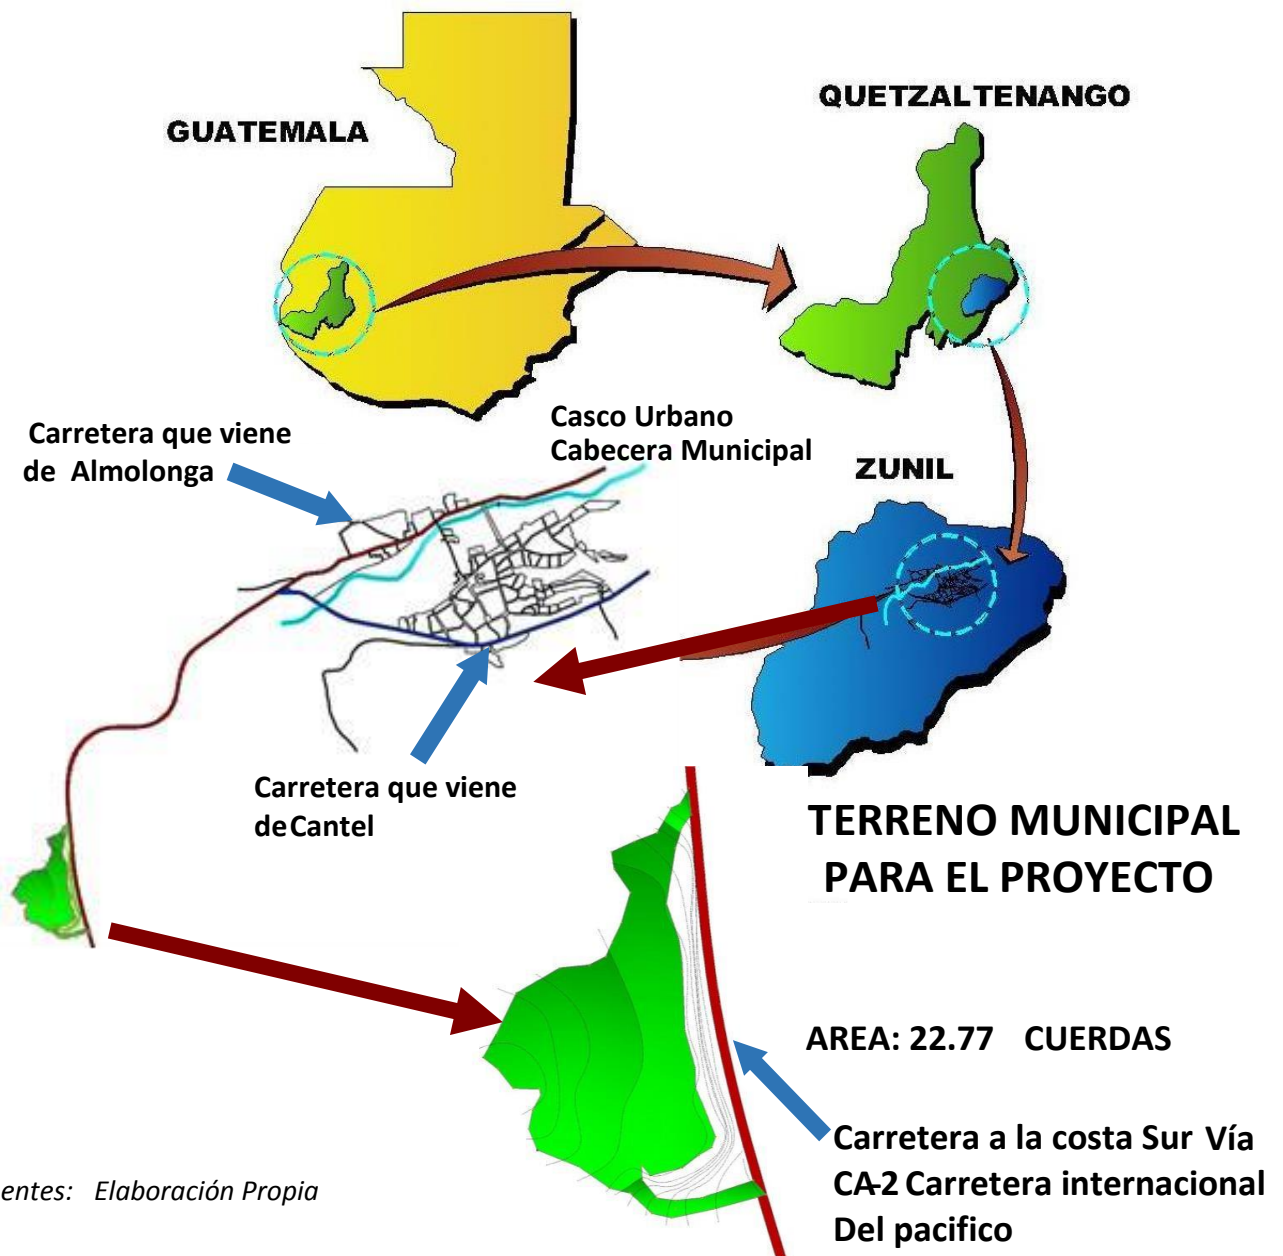 GUATEMALA
QUETZALTENANGO
Carretera que viene
de Almolonga
Casco Urbano
Cabecera Municipal
ZUNIL
Carretera que viene
de Cantel
TERRENO MUNICIPAL
PARA EL PROYECTO
AREA: 22.77 CUERDAS
Carretera a la costa Sur Vía
CA-2 Carretera internacional
Del pacifico
entes: Elaboración Propia